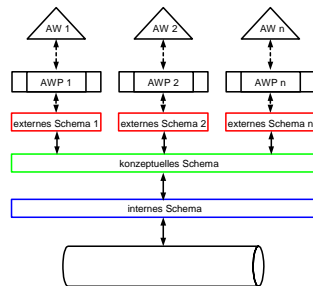 AW 1 AW 2 AW n
AWP 1 AWP 2 AWP n
externes Schema 1 externes Schema 2 externes Schema n
konzeptuelles Schema
internes Schema